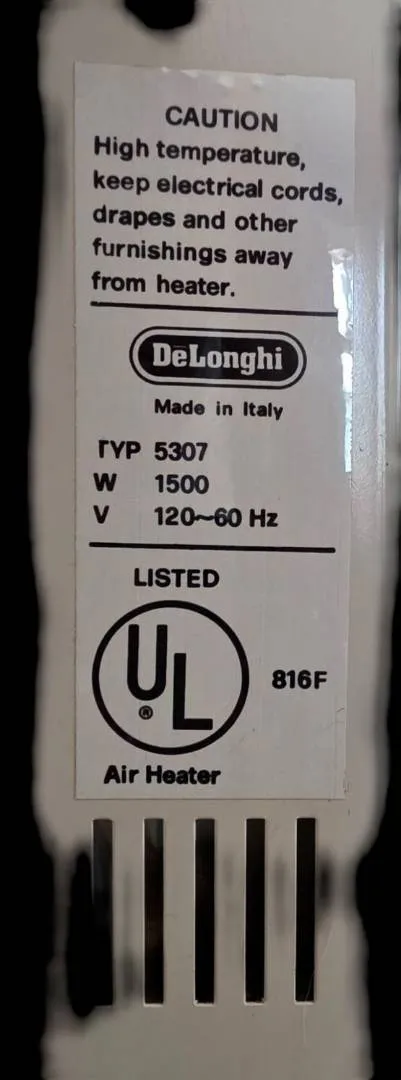 CAUTION
High temperature,
keep electrical cords,
drapes and other
furnishings away
from heater.
DeLonghi
Made in Italy
TYP 5307
W 1500
V 120~60 Hz
LISTED
UL
®
816F
Air Heater